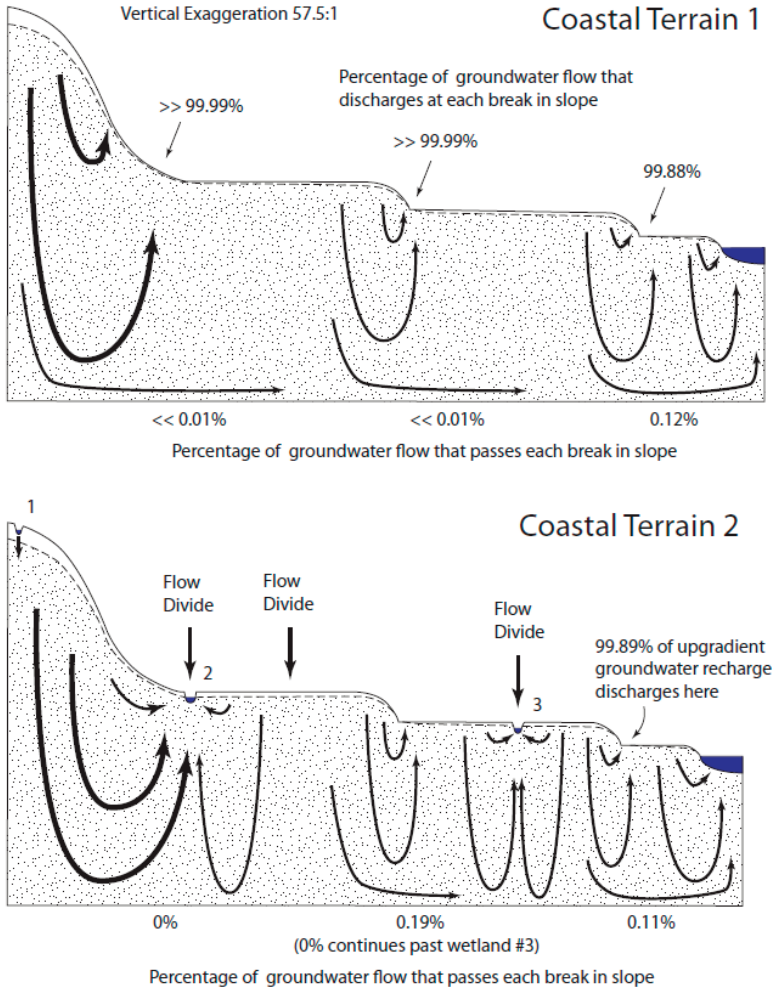 Vertical Exaggeration 57.5:1
Coastal Terrain 1
Percentage of groundwater flow that
discharges at each break in slope
>> 99.99%
>> 99.99%
99.88%
<< 0.01%
<< 0.01%
0.12%
Percentage of groundwater flow that passes each break in slope
1
Coastal Terrain 2
Flow
Divide
Flow
Divide
Flow
Divide
99.89% of upgradient
groundwater recharge
discharges here
2
3
0%
0.19%
0.11%
(0% continues past wetland #3)
Percentage of groundwater flow that passes each break in slope